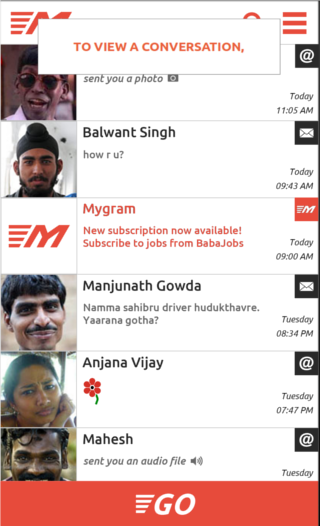 TO VIEW A CONVERSATION,
@
sent you a photo
Today
11:05 AM
Balwant Singh
how r u?
Today
09:43 AM
Mygram
New subscription now available!
Subscribe to jobs from BabaJobs
Today
09:00 AM
Manjunath Gowda
Namma sahibru driver hudukthavre.
Yaarana gotha?
Tuesday
08:34 PM
Anjana Vijay
@
Tuesday
07:47 PM
Mahesh
@
sent you an audio file
Tuesday
GO